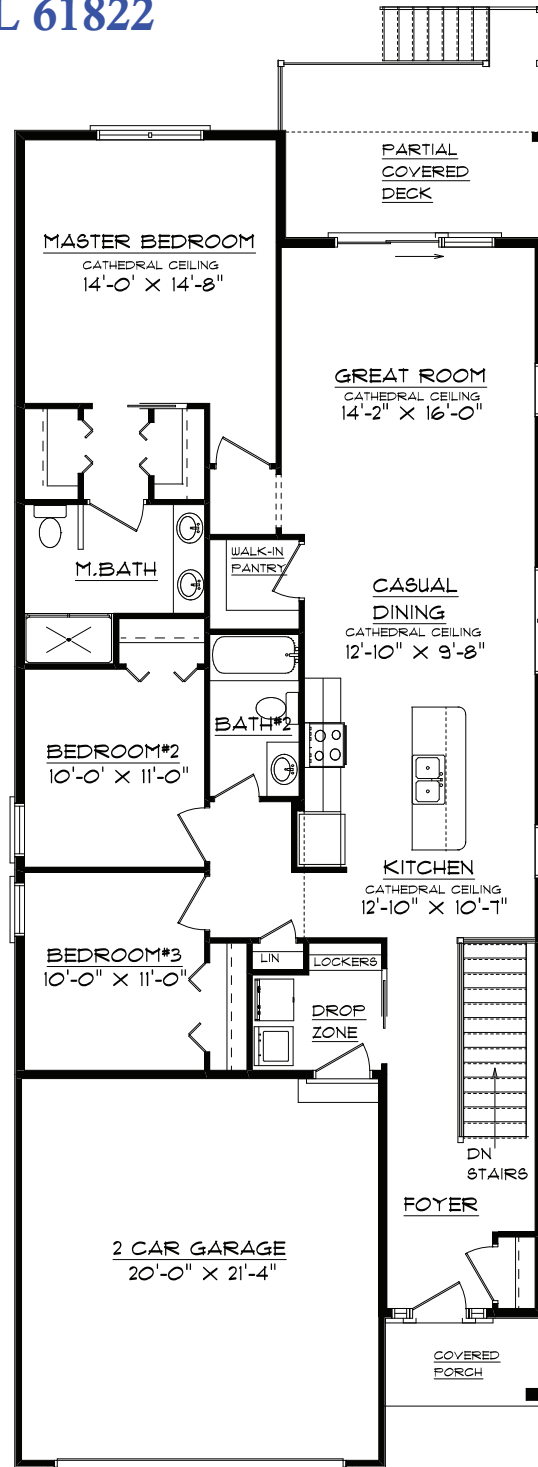 L 61822
PARTIAL
COVERED
DECK
MASTER BEDROOM
CATHEDRAL CEILING
14'-0' X 14'-8"
GREAT ROOM
CATHEDRAL CEILING
14'-2" X 16'-0"
WALK-IN
PANTRY
M.BATH
CASUAL
DINING
CATHEDRAL CEILING
12'-10" X 9'-8"
BATH#2
BEDROOM#2
10'-0' X 11'-0"
KITCHEN
CATHEDRAL CEILING
12'-10" X 10'-7"
BEDROOM#3
10'-0" X 11'-0"
LIN
LOCKERS
DROP
ZONE
DN
STAIRS
FOYER
2 CAR GARAGE
20'-0" X 21'-4"
COVERED
PORCH